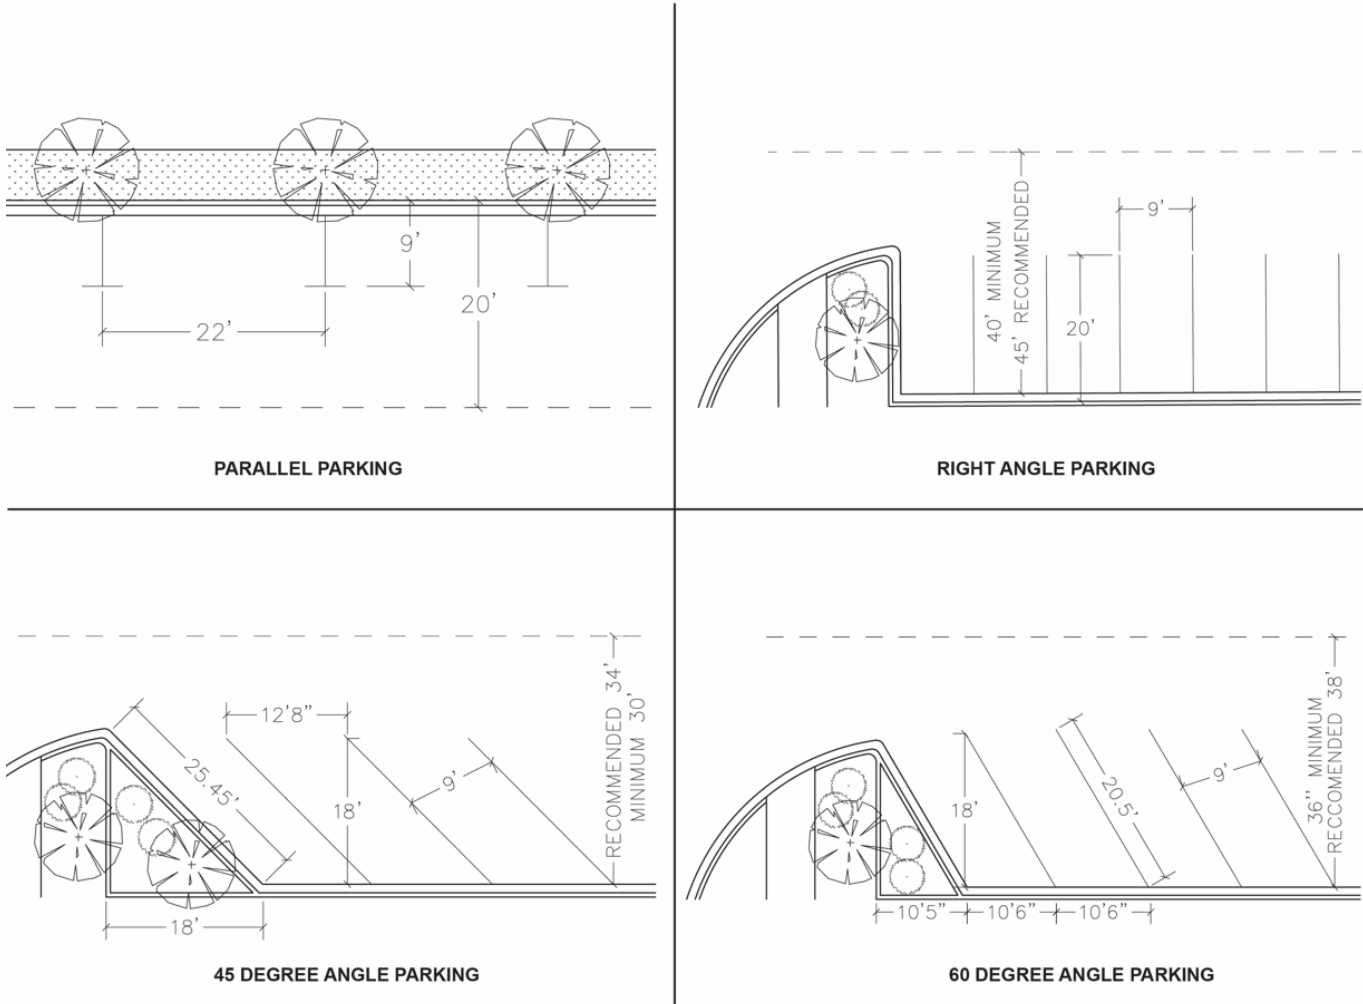 9’
20’
22’
PARALLEL PARKING
40’ MINIMUM
45’ RECOMMENDED
9’
20’
RIGHT ANGLE PARKING
25.45’
12’8”
18’
9’
RECOMMENDED 34’
MINIMUM 30’
18’
45 DEGREE ANGLE PARKING
18’
20.5’
9’
36” MINIMUM
RECCOMENDED 38’
10’5”
10’6”
10’6”
60 DEGREE ANGLE PARKING